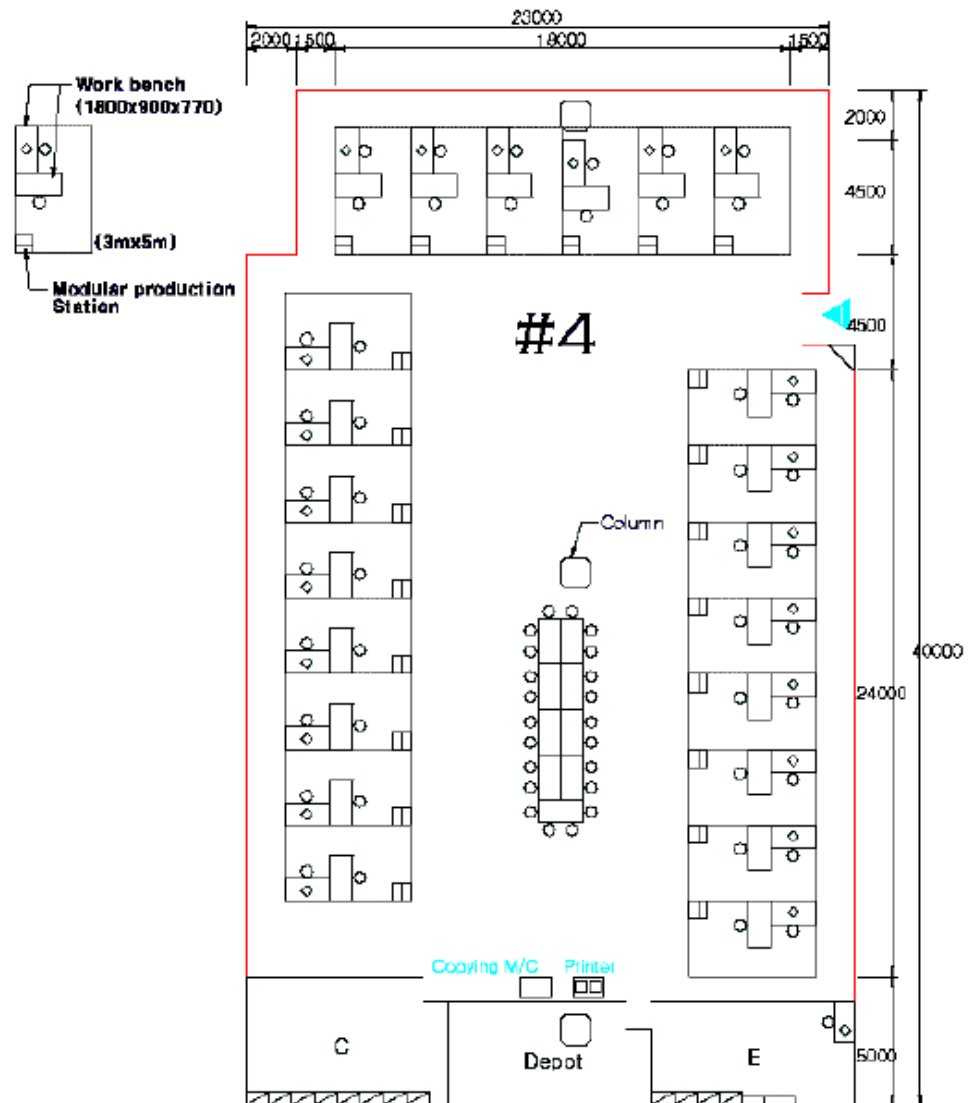 23000
2000
1500
18000
1500
Work bench
(1800x900x770)
2000
4500
(3mx5m)
Modular production
Station
#4
4500
Column
40000
24000
Copying M/C
Printer
C
Depot
E
5000